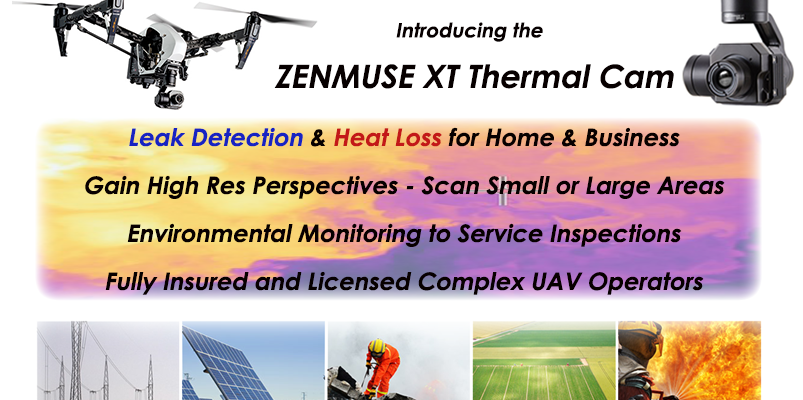 Introducing the
ZENMUSE XT Thermal Cam
Leak Detection & Heat Loss for Home & Business
Gain High Res Perspectives - Scan Small or Large Areas
Environmental Monitoring to Service Inspections
Fully Insured and Licensed Complex UAV Operators